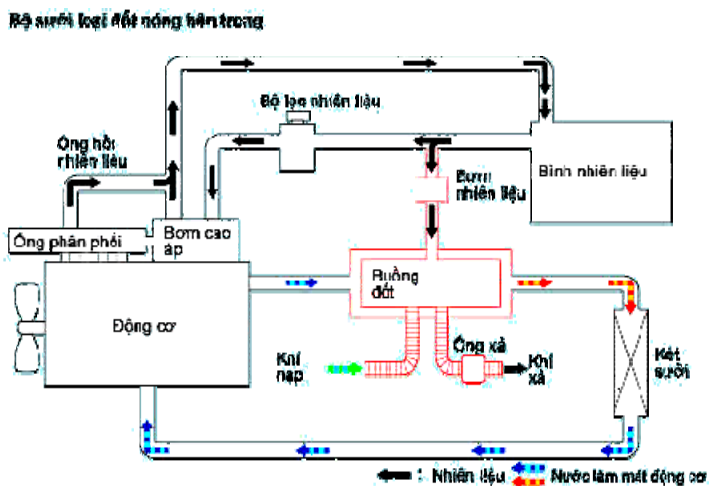 Bộ sưởi loại đốt nóng bên trong
Bộ lọc nhiên liệu
Ống hồi
nhiên liệu
Bình nhiên liệu
Bơm
nhiên liệu
Ống phân phối
Bơm cao
áp
Buồng
đốt
Động cơ
Khí
nạp
Ống xả
Khí
xả
Két
sưởi
: Nhiên liệu
: Nước làm mát động cơ